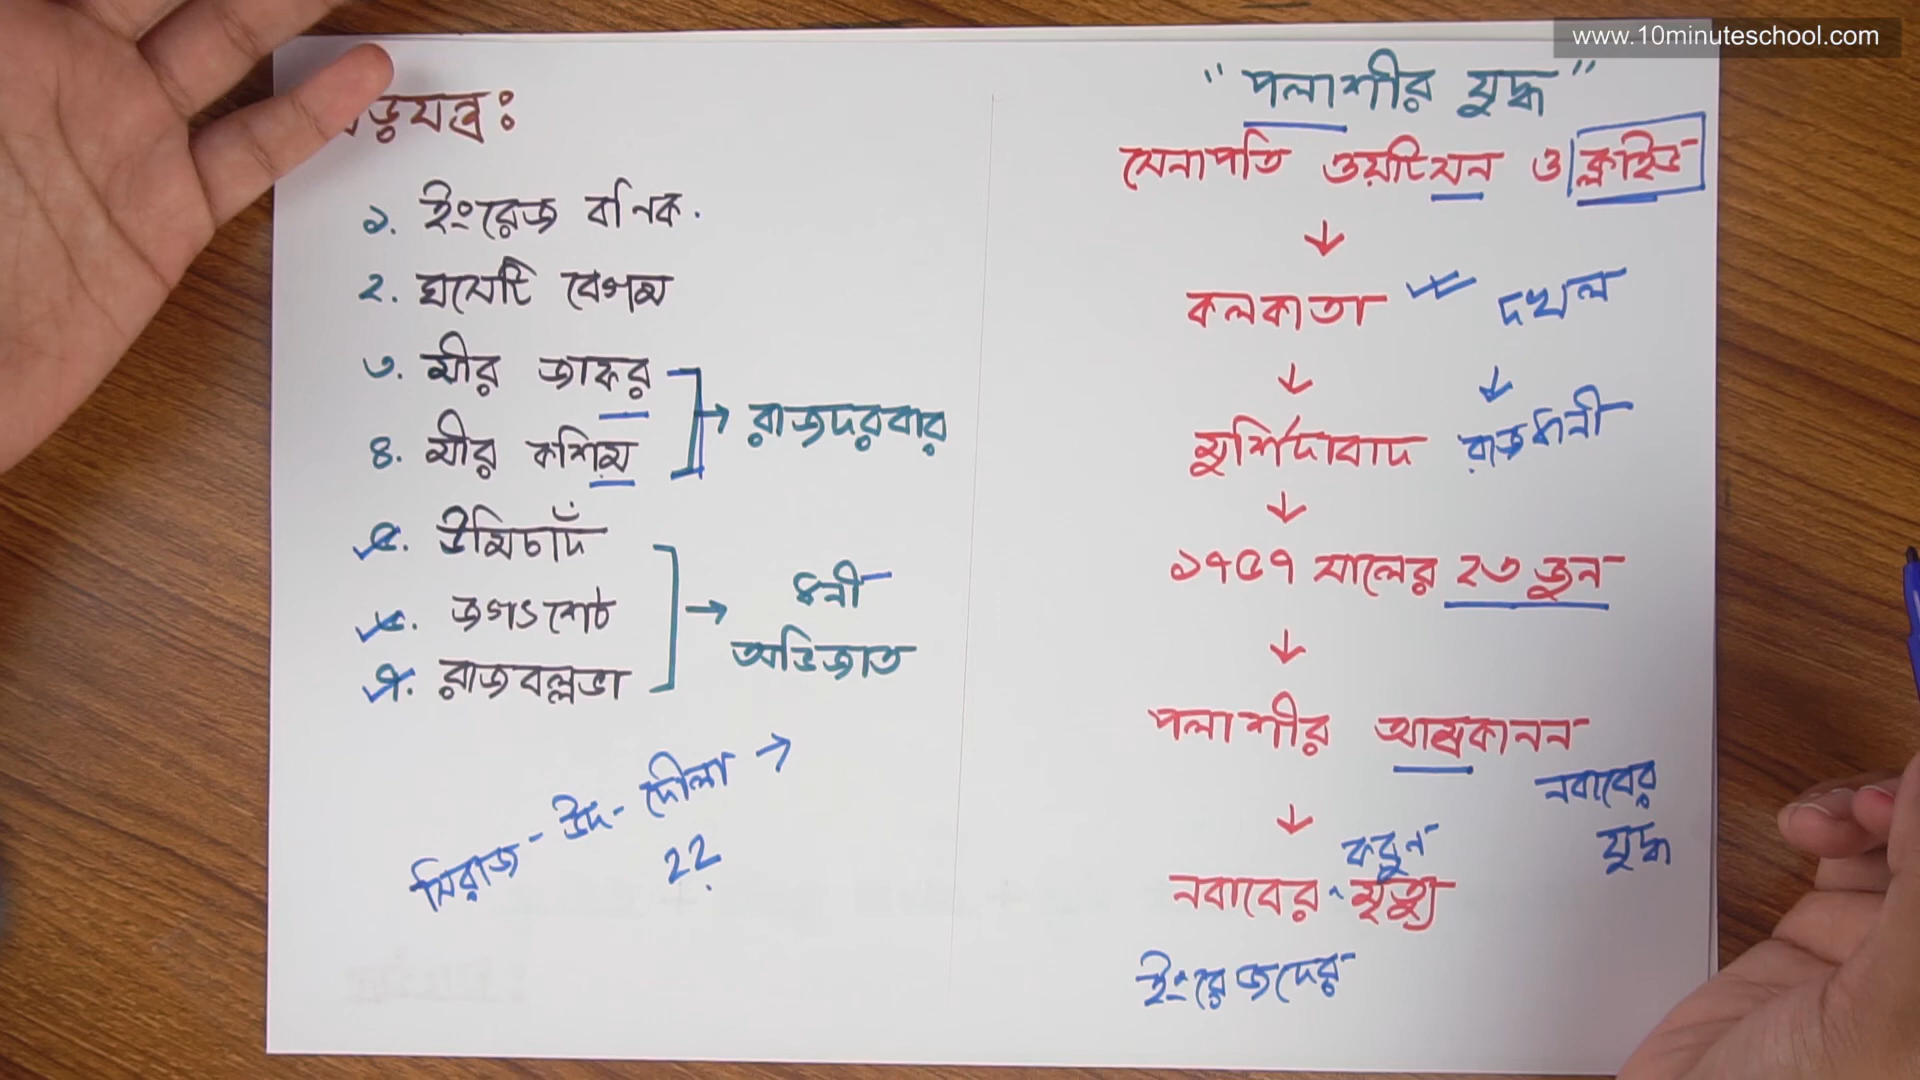 www.10minuteschool.com
ড়যন্ত্র:
১. ইংরেজ বনিক.
২. ঘসেটি বেগম
৩. মীর জাফর
৪. মীর কশিম
→ রাজদরবার
৫. উমিচাঁদ
৬. জগৎশেঠ
৭. রাজবল্লভা
→ ধনী
অভিজাত
সিরাজ - উদ - দৌলা →
22.
"পলাশীর যুদ্ধ"
সেনাপতি ওয়াটসন ও ক্লাইভ
↓
কলকাতা দখল
↓ ↓
মুর্শিদাবাদ রাজধানী
↓
১৭৫৭ সালের ২৩ জুন
↓
পলাশীর আম্রকানন
↓
নবাবের
যুদ্ধ
করুন
নবাবের মৃত্যু
ইংরেজদের